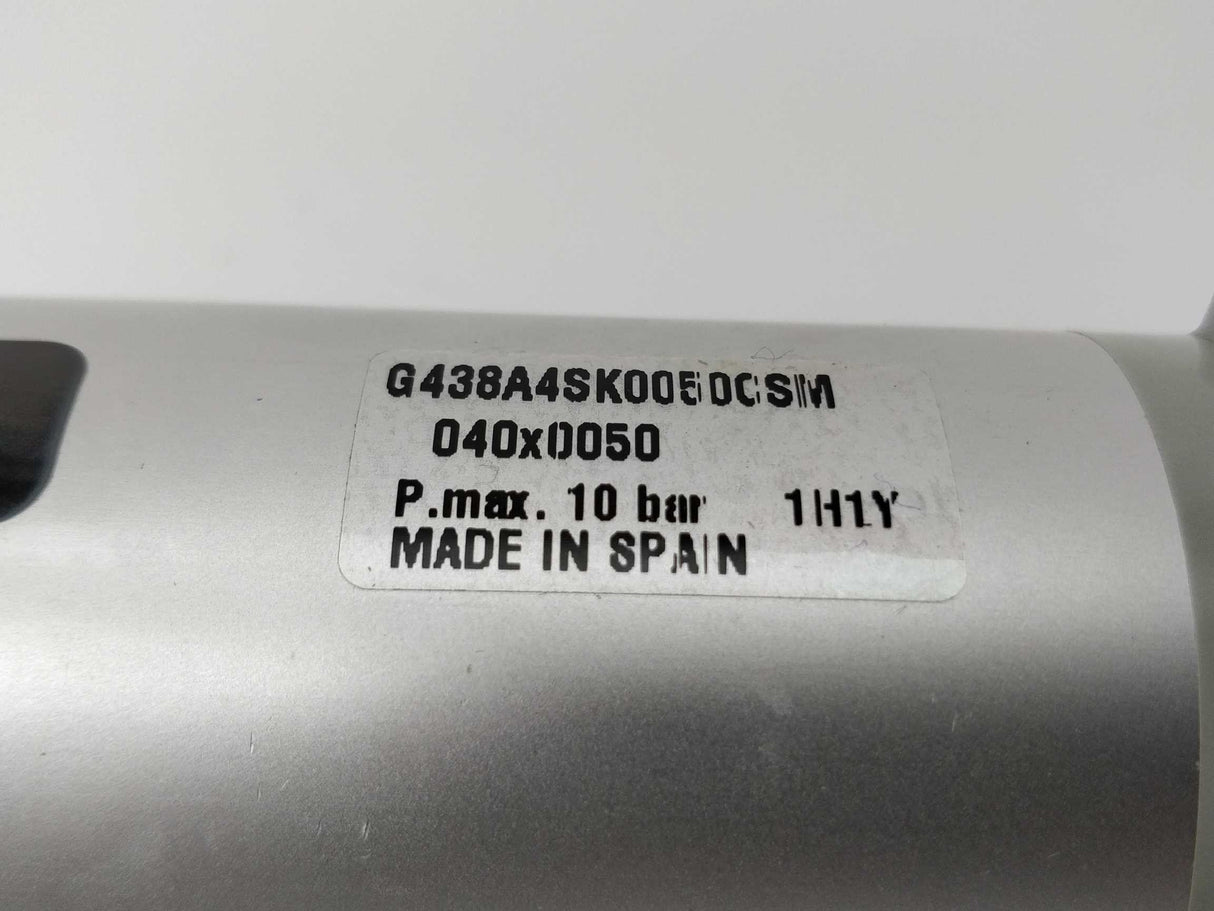 G438A4SK0050CSM
040x0050
P.max. 10 bar 1H1Y
MADE IN SPAIN